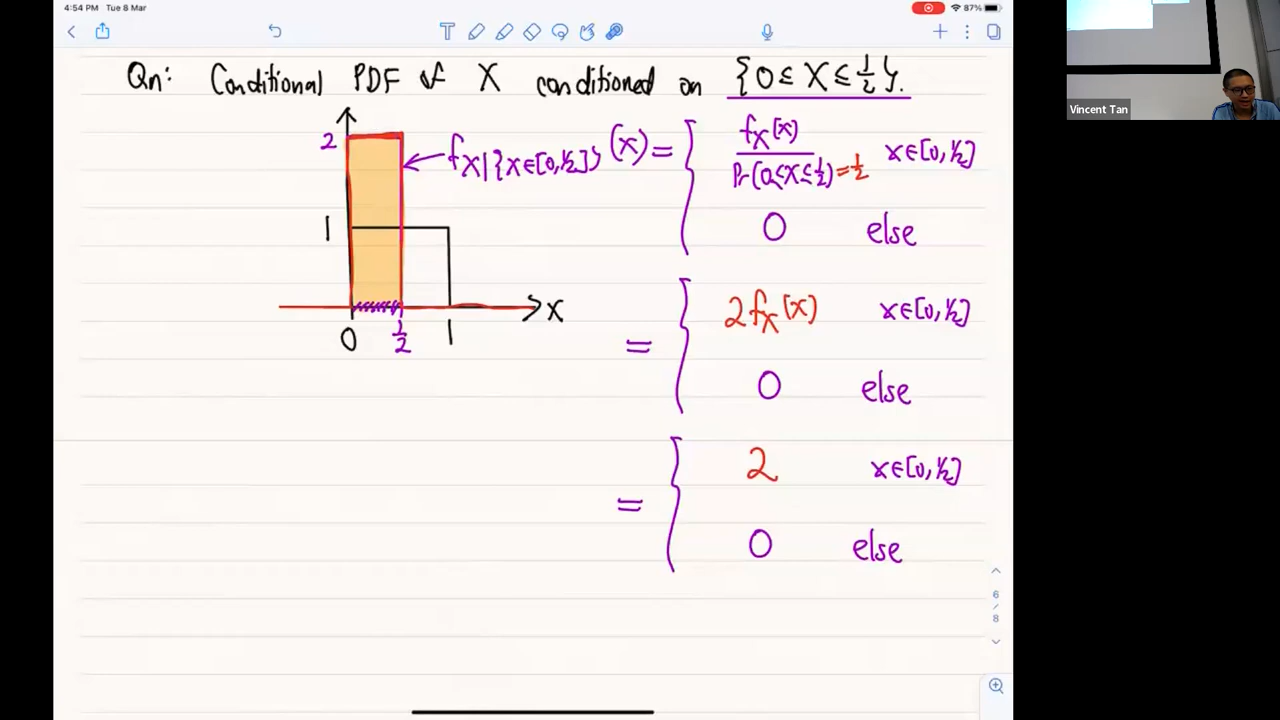 4:54 PM Tue 8 Mar
87%
Qn: Conditional PDF of X conditioned on {0 ≤ X ≤ 1/2}.
2
1
0
1/2
1
x
f_{X|{X∈[0,1/2]}}(x) = { f_X(x) / Pr(0≤X≤1/2) = 1/2 x∈[0,1/2]
0 else
= { 2f_X(x) x∈[0,1/2]
0 else
= { 2 x∈[0,1/2]
0 else
6
/
8
Vincent Tan